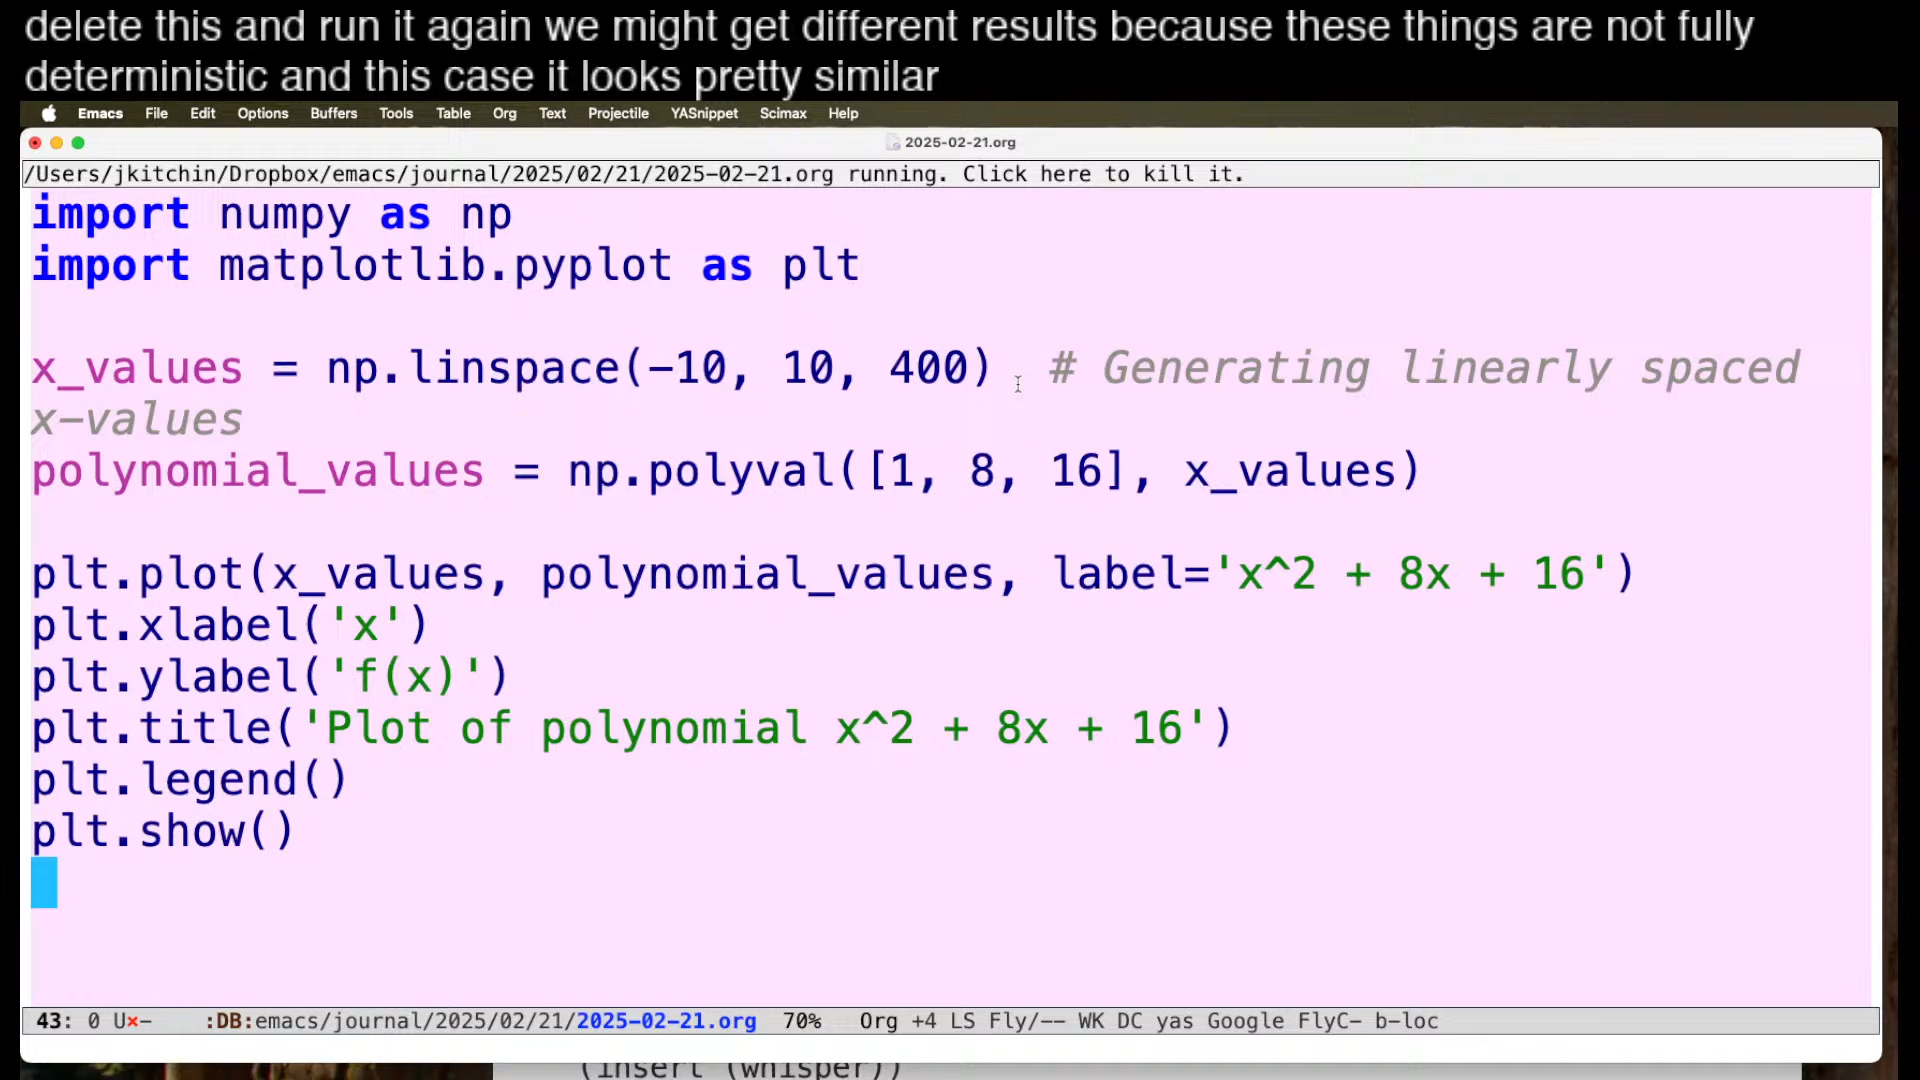 delete this and run it again we might get different results because these things are not fully
deterministic and this case it looks pretty similar
Emacs File Edit Options Buffers Tools Table Org Text Projectile YASnippet Scimax Help
2025-02-21.org
/Users/jkitchin/Dropbox/emacs/journal/2025/02/21/2025-02-21.org running. Click here to kill it.
import numpy as np
import matplotlib.pyplot as plt
x_values = np.linspace(-10, 10, 400)  # Generating linearly spaced
x-values
polynomial_values = np.polyval([1, 8, 16], x_values)
plt.plot(x_values, polynomial_values, label='x^2 + 8x + 16')
plt.xlabel('x')
plt.ylabel('f(x)')
plt.title('Plot of polynomial x^2 + 8x + 16')
plt.legend()
plt.show()
43: 0 U×- :DB:emacs/journal/2025/02/21/2025-02-21.org 70% Org +4 LS Fly/-- WK DC yas Google FlyC- b-loc
(insert (whisper))